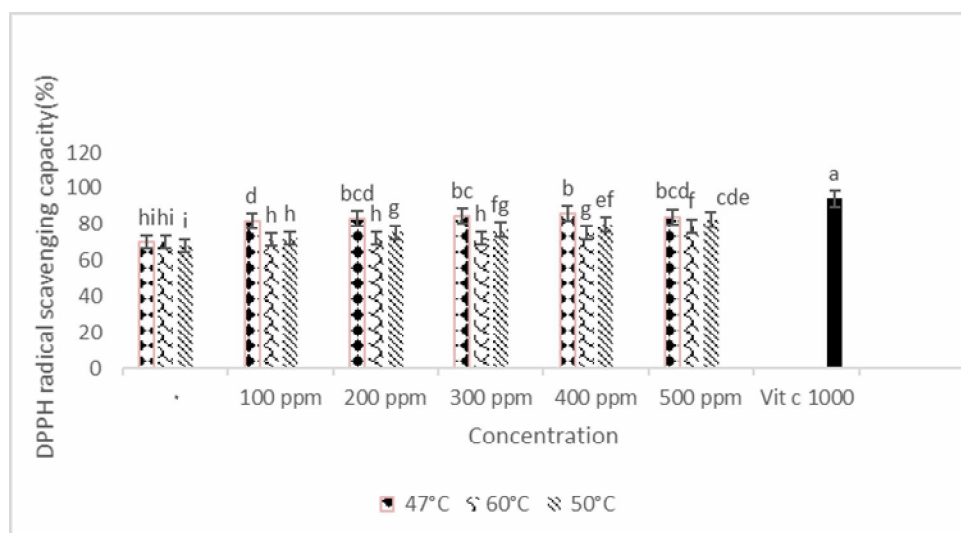 DPPH radical scavenging capacity(%)
120
100
80
60
40
20
0
hi hi i
d h h
bcd h g
bc h fg
b g ef
bcd f cde
a
. 100 ppm 200 ppm 300 ppm 400 ppm 500 ppm Vit c 1000
Concentration
47°C 60°C 50°C